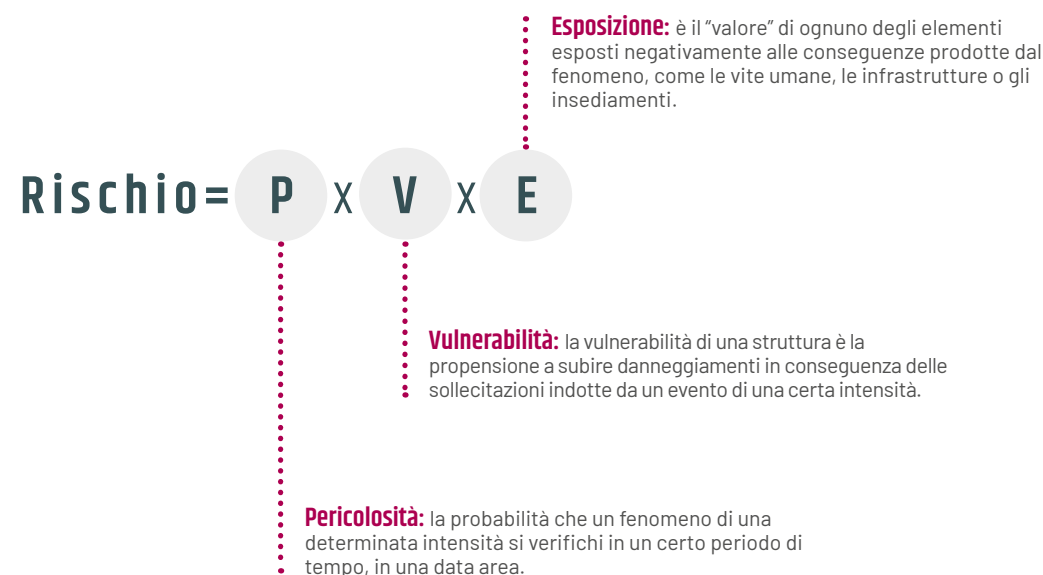 Esposizione: è il “valore” di ognuno degli elementi
esposti negativamente alle conseguenze prodotte dal
fenomeno, come le vite umane, le infrastrutture o gli
insediamenti.
Rischio= P x V x E
Vulnerabilità: la vulnerabilità di una struttura è la
propensione a subire danneggiamenti in conseguenza delle
sollecitazioni indotte da un evento di una certa intensità.
Pericolosità: la probabilità che un fenomeno di una
determinata intensità si verifichi in un certo periodo di
tempo, in una data area.